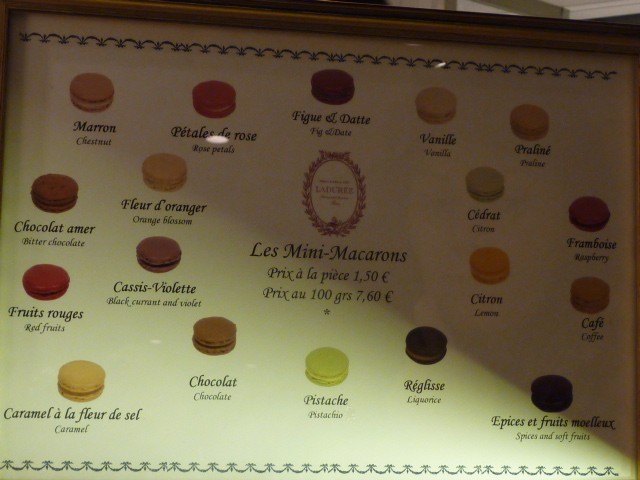 Marron
Chestnut
Pétales de rose
Rose petals
Figue & Datte
Fig & Date
Vanille
Vanilla
Praliné
Praline
Chocolat amer
Bitter chocolate
Fleur d'oranger
Orange blossom
LADURÉE
Cédrat
Citron
Framboise
Raspberry
Les Mini-Macarons
Prix à la pièce 1,50 €
Prix au 100 grs 7,60 €
*
Fruits rouges
Red fruits
Cassis-Violette
Black currant and violet
Citron
Lemon
Café
Coffee
Caramel à la fleur de sel
Caramel
Chocolat
Chocolate
Pistache
Pistachio
Réglisse
Liquorice
Epices et fruits moelleux
Spices and soft fruits